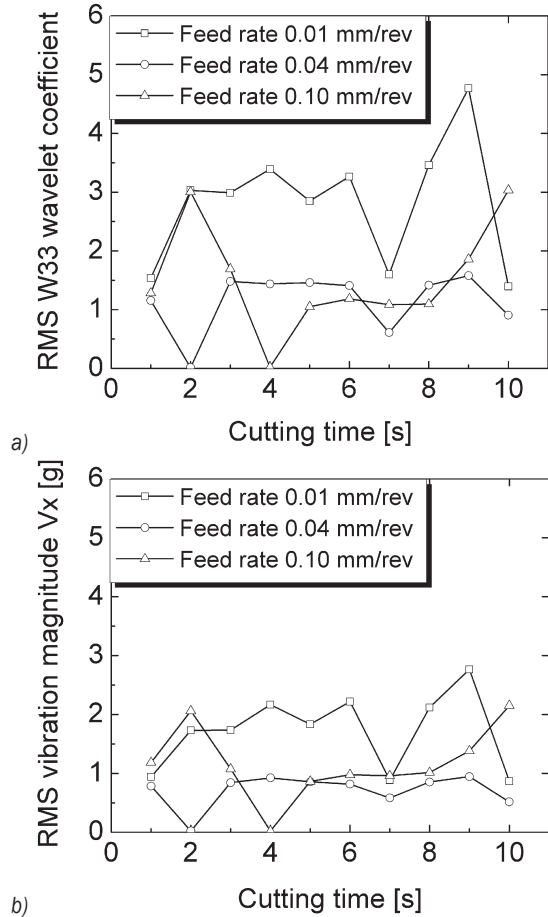 6
5
4
3
2
1
0
RMS W33 wavelet coefficient
Feed rate 0.01 mm/rev
Feed rate 0.04 mm/rev
Feed rate 0.10 mm/rev
0 2 4 6 8 10
Cutting time [s]
a)
6
5
4
3
2
1
0
RMS vibration magnitude Vx [g]
Feed rate 0.01 mm/rev
Feed rate 0.04 mm/rev
Feed rate 0.10 mm/rev
0 2 4 6 8 10
Cutting time [s]
b)